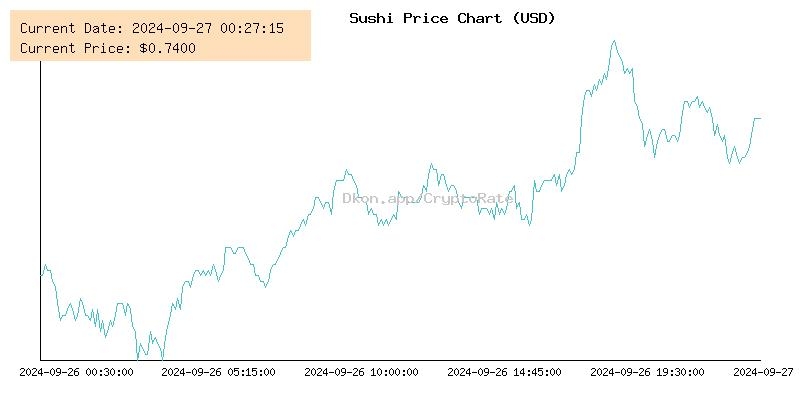 Sushi Price Chart (USD)
Current Date: 2024-09-27 00:27:15
Current Price: $0.7400
Dkon.app/CryptoRate
2024-09-26 00:30:00 2024-09-26 05:15:00 2024-09-26 10:00:00 2024-09-26 14:45:00 2024-09-26 19:30:00 2024-09-27